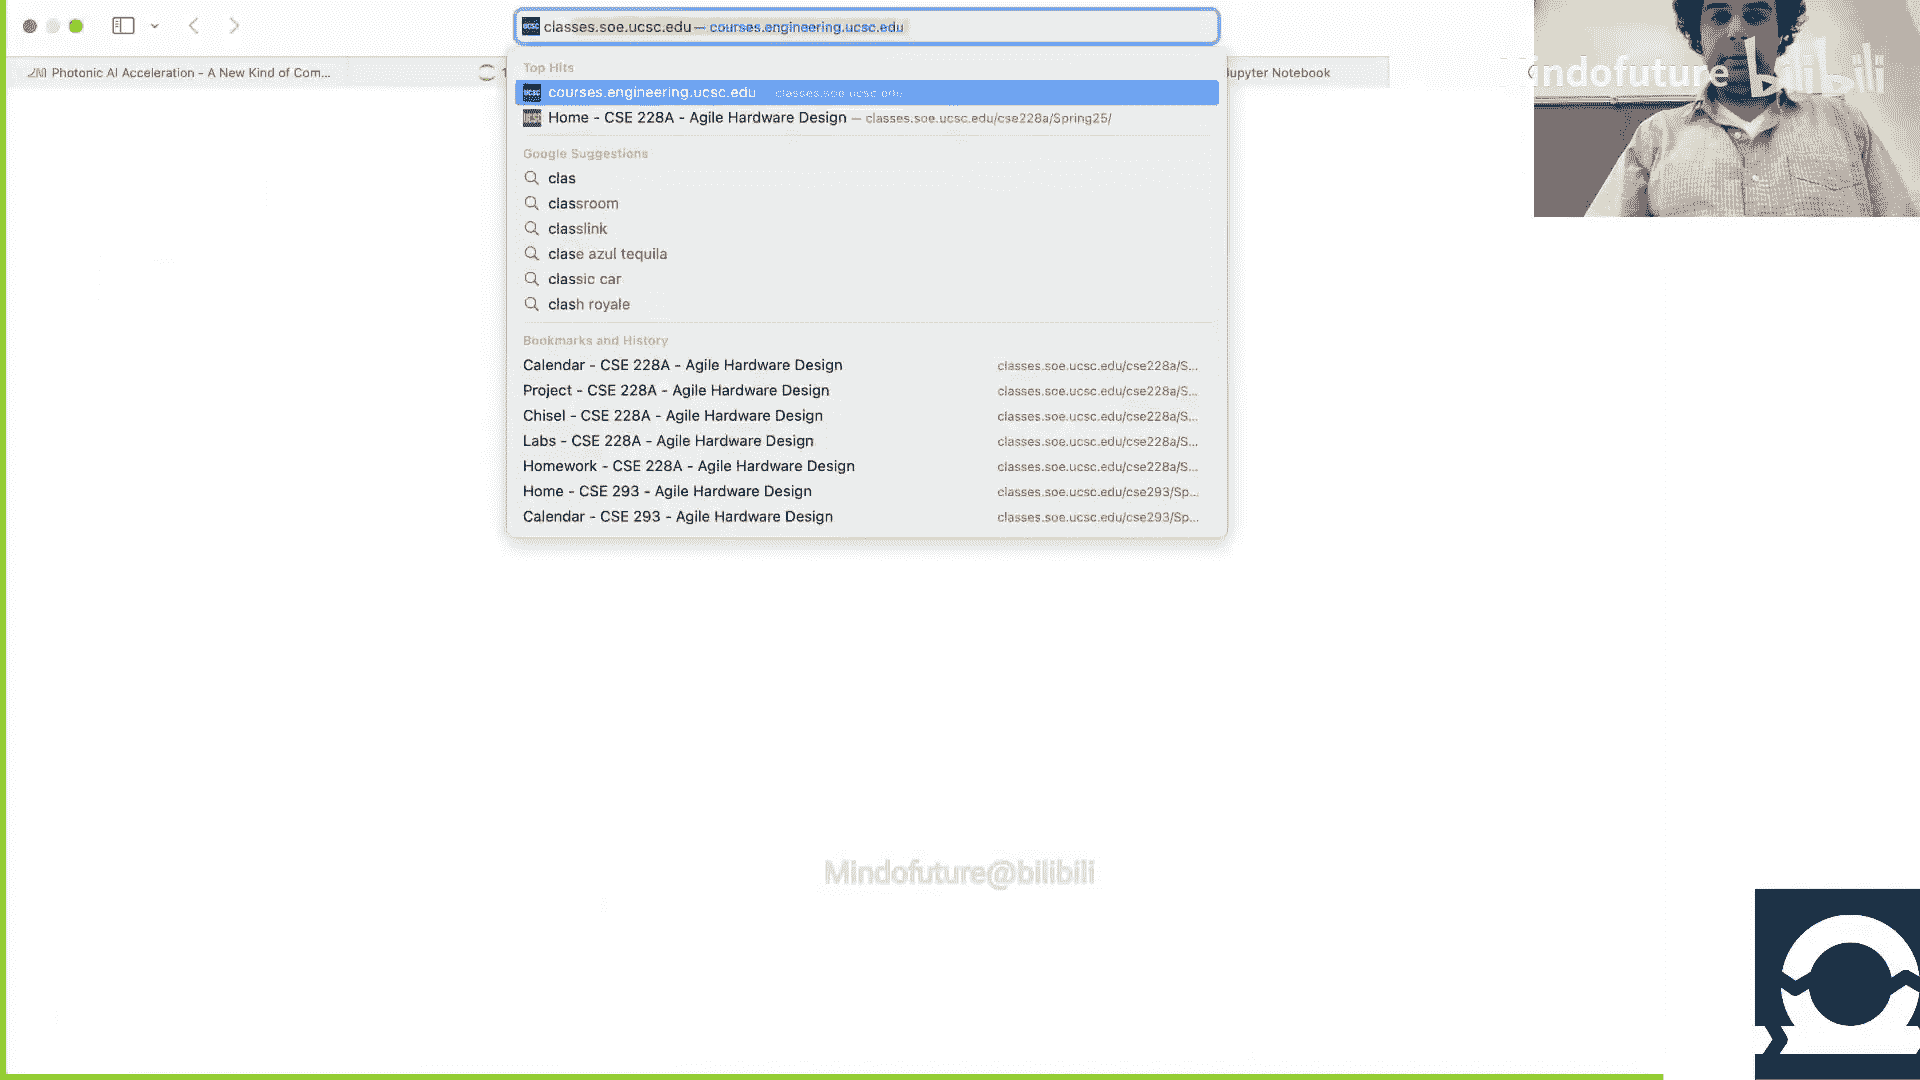 classes.soe.ucsc.edu — courses.engineering.ucsc.edu
Photonic AI Acceleration - A New Kind of Com...
Jupyter Notebook
indofuture bilibili
Top Hits
courses.engineering.ucsc.edu classes.soe.ucsc.edu
Home - CSE 228A - Agile Hardware Design — classes.soe.ucsc.edu/cse228a/Spring25/
Google Suggestions
clas
classroom
classlink
clase azul tequila
classic car
clash royale
Bookmarks and History
Calendar - CSE 228A - Agile Hardware Design classes.soe.ucsc.edu/cse228a/S...
Project - CSE 228A - Agile Hardware Design classes.soe.ucsc.edu/cse228a/S...
Chisel - CSE 228A - Agile Hardware Design classes.soe.ucsc.edu/cse228a/S...
Labs - CSE 228A - Agile Hardware Design classes.soe.ucsc.edu/cse228a/S...
Homework - CSE 228A - Agile Hardware Design classes.soe.ucsc.edu/cse228a/S...
Home - CSE 293 - Agile Hardware Design classes.soe.ucsc.edu/cse293/Sp...
Calendar - CSE 293 - Agile Hardware Design classes.soe.ucsc.edu/cse293/Sp...
Mindofuture@bilibili